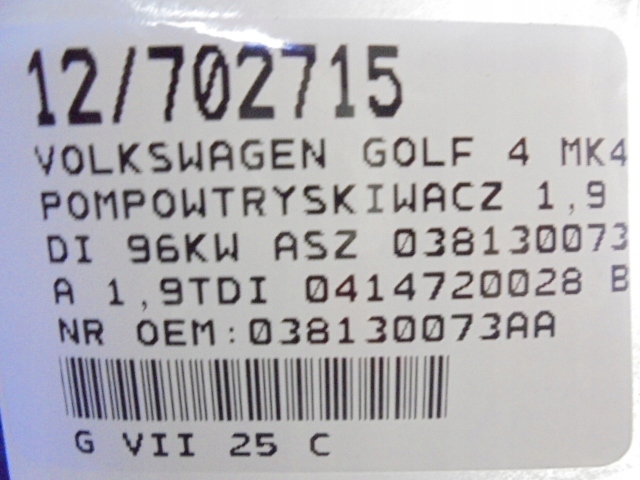 12/702715
VOLKSWAGEN GOLF 4 MK4
POMPOWTRYSKIWACZ 1,9
DI 96KW ASZ 038130073
A 1,9TDI 0414720028 B
NR OEM:038130073AA
G VII 25 C